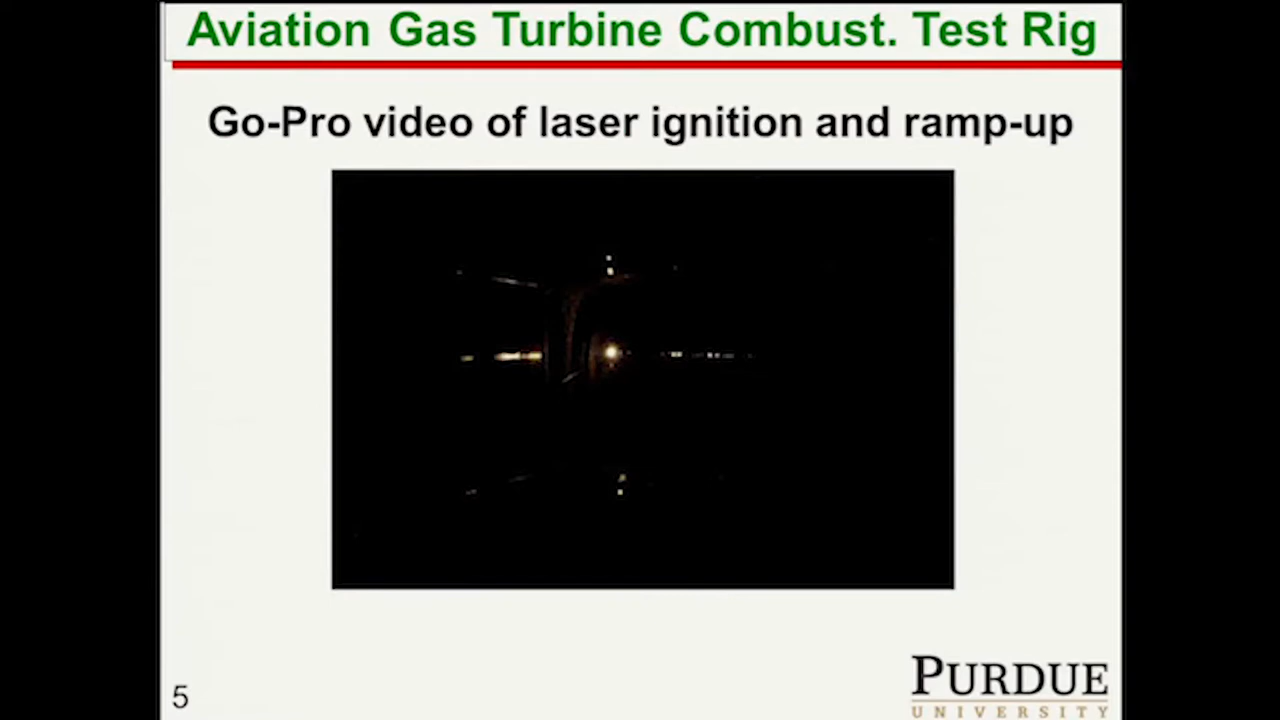 Aviation Gas Turbine Combust. Test Rig
Go-Pro video of laser ignition and ramp-up
5
PURDUE
UNIVERSITY